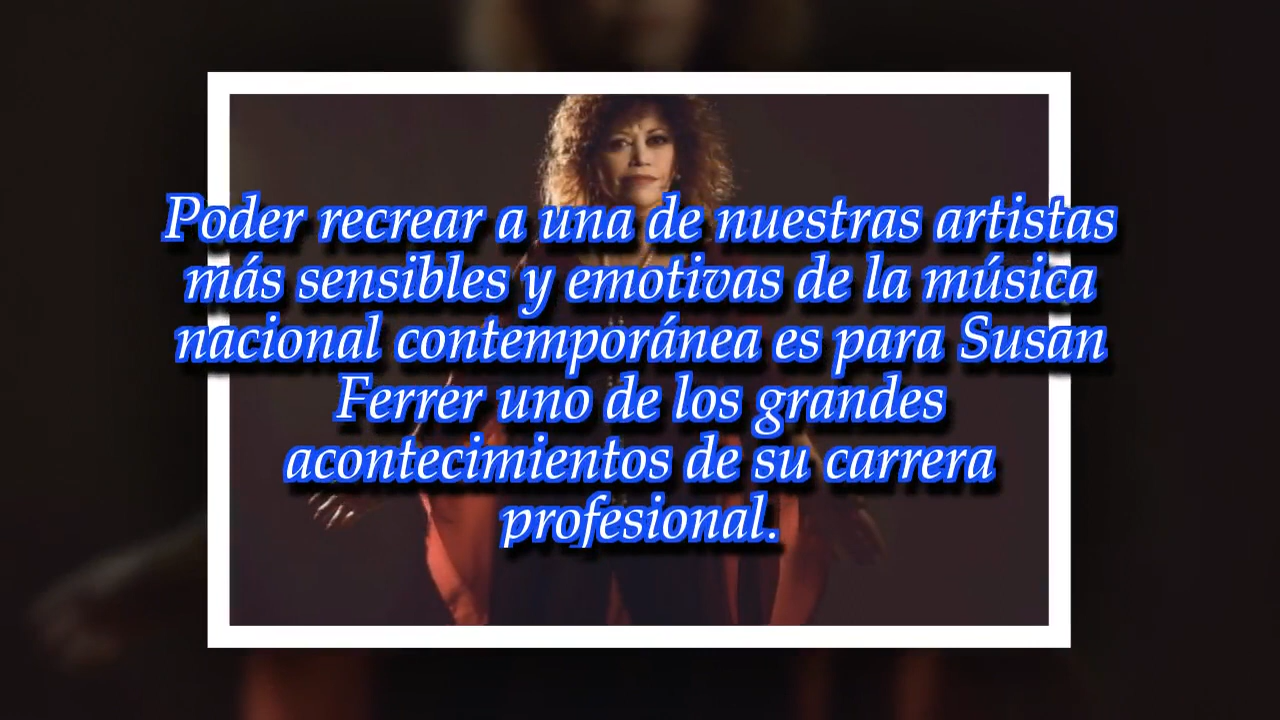 Poder recrear a una de nuestras artistas
más sensibles y emotivas de la música
nacional contemporánea es para Susan
Ferrer uno de los grandes
acontecimientos de su carrera
profesional.